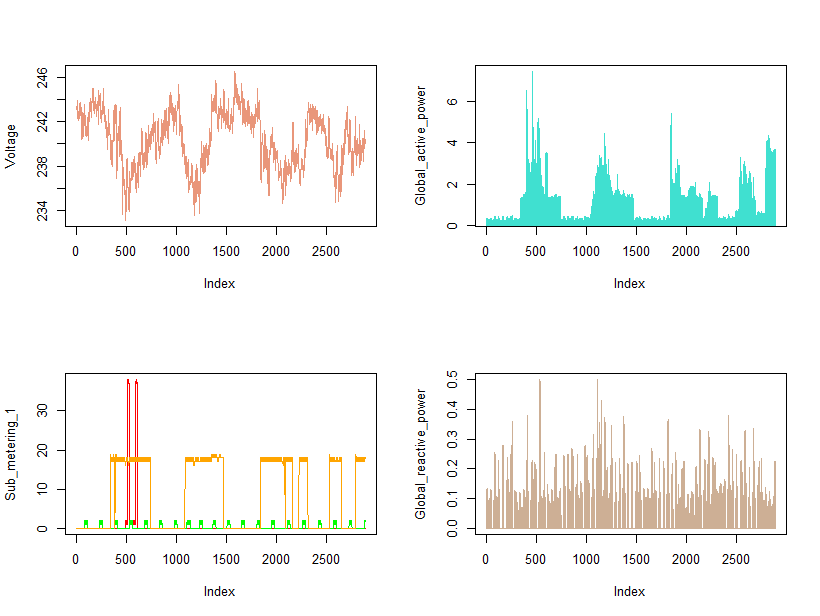 Voltage
234 238 242 246
0 500 1000 1500 2000 2500
Index
Global_active_power
0 2 4 6
0 500 1000 1500 2000 2500
Index
Sub_metering_1
0 10 20 30
0 500 1000 1500 2000 2500
Index
Global_reactive_power
0.0 0.1 0.2 0.3 0.4 0.5
0 500 1000 1500 2000 2500
Index